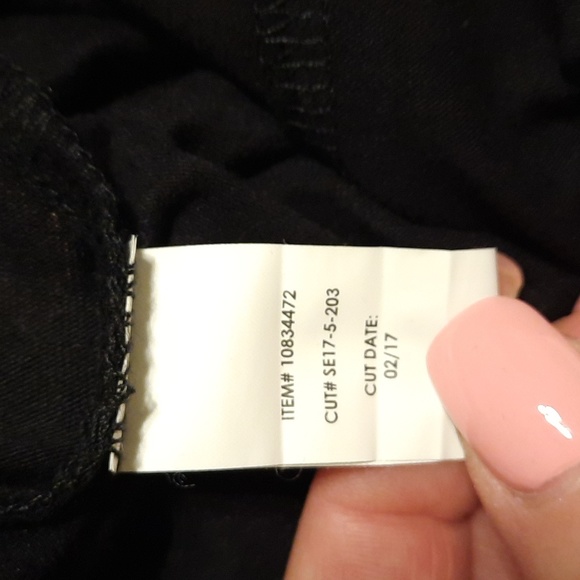 ITEM# 10834472
CUT# SE17-5-203
CUT DATE:
02/17